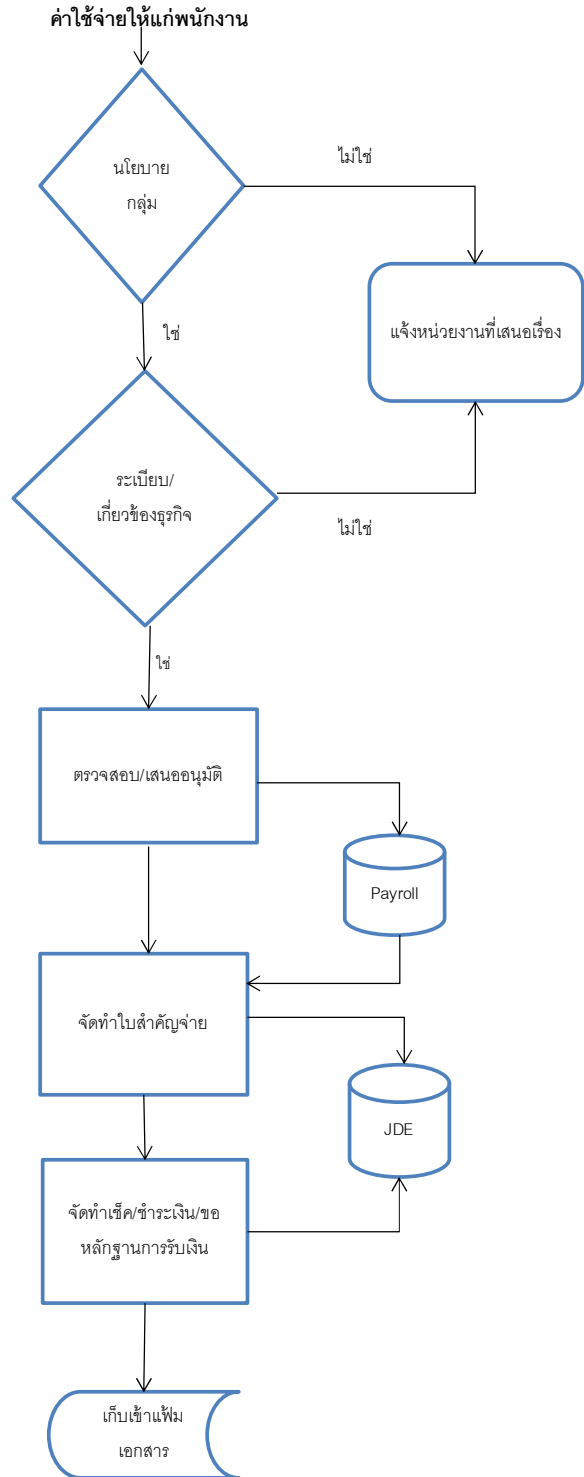 ค่าใช้จ่ายให้แก่พนักงาน
นโยบาย
กลุ่ม
ไม่ใช่
แจ้งหน่วยงานที่เสนอเรื่อง
ใช่
ระเบียบ/
เกี่ยวข้องธุรกิจ
ไม่ใช่
ใช่
ตรวจสอบ/เสนออนุมัติ
Payroll
จัดทำใบสำคัญจ่าย
JDE
จัดทำเช็ค/ชำระเงิน/ขอ
หลักฐานการรับเงิน
เก็บเข้าแฟ้ม
เอกสาร